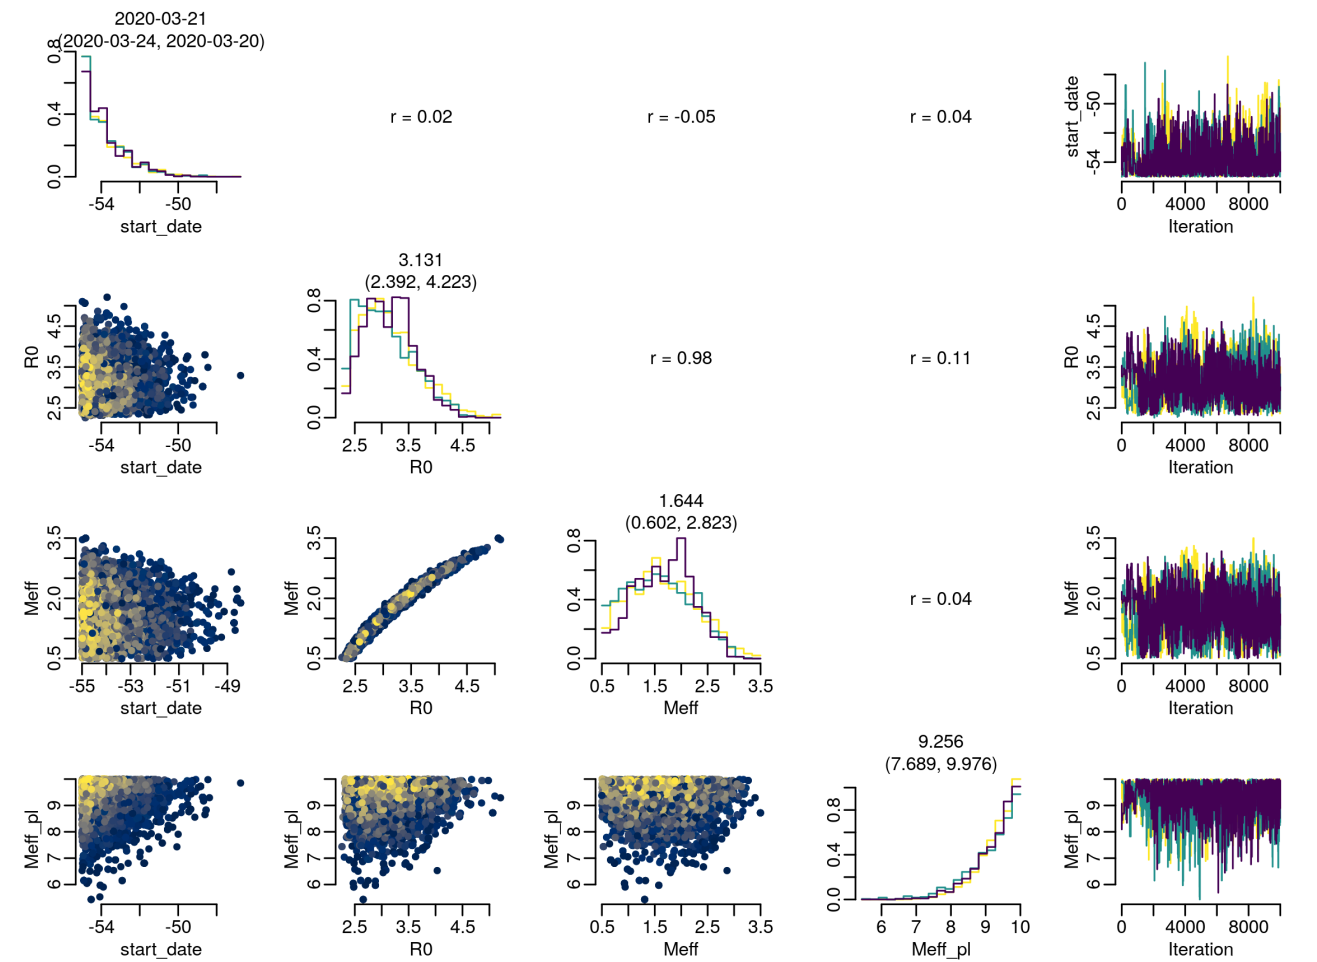 2020-03-21
(2020-03-24, 2020-03-20)
0.8
0.4
0.0
-54 -50
start_date
r = 0.02
r = -0.05
r = 0.04
start_date
-50
-54
0 4000 8000
Iteration
R0
4.5
3.5
2.5
-54 -50
start_date
3.131
(2.392, 4.223)
0.8
0.4
0.0
2.5 3.5 4.5
R0
r = 0.98
r = 0.11
R0
4.5
3.5
2.5
0 4000 8000
Iteration
Meff
3.5
2.0
0.5
-55 -53 -51 -49
start_date
Meff
3.5
2.0
0.5
2.5 3.5 4.5
R0
1.644
(0.602, 2.823)
0.8
0.4
0.0
0.5 1.5 2.5 3.5
Meff
r = 0.04
Meff
3.5
2.0
0.5
0 4000 8000
Iteration
Meff_pl
9
8
7
6
-54 -50
start_date
Meff_pl
9
8
7
6
2.5 3.5 4.5
R0
Meff_pl
9
8
7
6
0.5 1.5 2.5 3.5
Meff
9.256
(7.689, 9.976)
0.8
0.4
0.0
6 7 8 9 10
Meff_pl
Meff_pl
9
8
7
6
0 4000 8000
Iteration